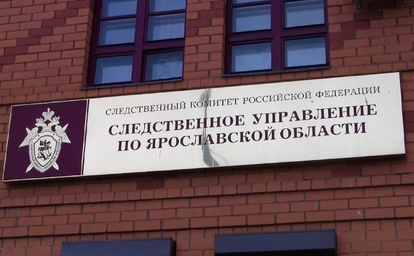 СЛЕДСТВЕННЫЙ КОМИТЕТ РОССИЙСКОЙ ФЕДЕРАЦИИ
СЛЕДСТВЕННОЕ УПРАВЛЕНИЕ
ПО ЯРОСЛАВСКОЙ ОБЛАСТИ